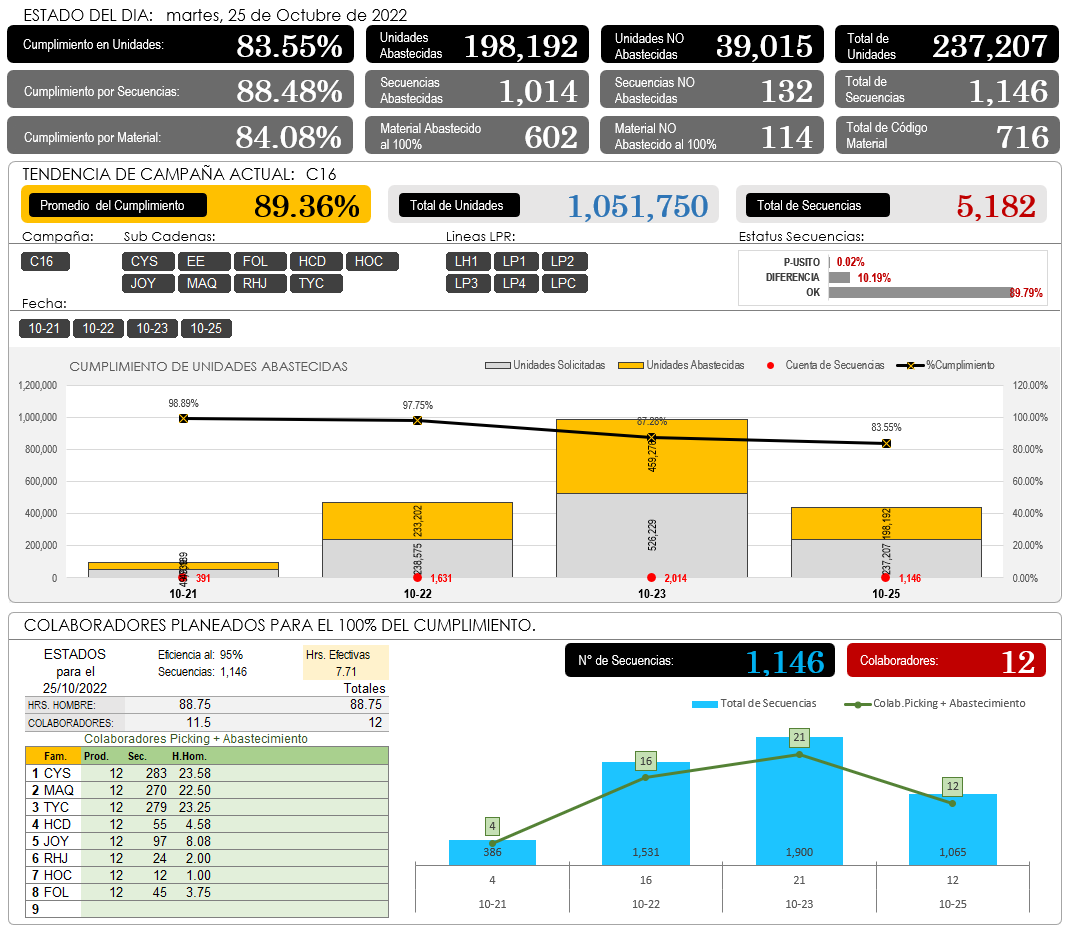 ESTADO DEL DIA: martes, 25 de Octubre de 2022
Cumplimiento en Unidades: 83.55%
Unidades Abastecidas 198,192
Unidades NO Abastecidas 39,015
Total de Unidades 237,207
Cumplimiento por Secuencias: 88.48%
Secuencias Abastecidas 1,014
Secuencias NO Abastecidas 132
Total de Secuencias 1,146
Cumplimiento por Material: 84.08%
Material Abastecido al 100% 602
Material NO Abastecido al 100% 114
Total de Código Material 716
TENDENCIA DE CAMPAÑA ACTUAL: C16
Promedio del Cumplimiento 89.36%
Total de Unidades 1,051,750
Total de Secuencias 5,182
Campaña: Sub Cadenas: Lineas LPR: Estatus Secuencias:
C16 CYS EE FOL HCD HOC LH1 LP1 LP2
JOY MAQ RHJ TYC LP3 LP4 LPC
P-USITO 0.02%
DIFERENCIA 10.19%
OK 89.79%
Fecha:
10-21 10-22 10-23 10-25
CUMPLIMIENTO DE UNIDADES ABASTECIDAS
Unidades Solicitadas Unidades Abastecidas Cuenta de Secuencias %Cumplimiento
1,200,000 120.00%
1,000,000 100.00%
800,000 80.00%
600,000 60.00%
400,000 40.00%
200,000 20.00%
0 0.00%
98.89% 97.75% 87.28% 83.55%
233,202 459,276 198,192
238,575 526,229 237,207
391 1,631 2,014 1,146
10-21 10-22 10-23 10-25
COLABORADORES PLANEADOS PARA EL 100% DEL CUMPLIMIENTO.
ESTADOS para el 25/10/2022
Eficiencia al: 95%
Secuencias: 1,146
Hrs. Efectivas
7.71
Totales
HRS. HOMBRE: 88.75 88.75
COLABORADORES: 11.5 12
Colaboradores Picking + Abastecimiento
Fam. Prod. Sec. H.Hom.
1 CYS 12 283 23.58
2 MAQ 12 270 22.50
3 TYC 12 279 23.25
4 HCD 12 55 4.58
5 JOY 12 97 8.08
6 RHJ 12 24 2.00
7 HOC 12 12 1.00
8 FOL 12 45 3.75
9
N° de Secuencias: 1,146
Colaboradores: 12
Total de Secuencias Colab.Picking + Abastecimiento
4 16 21 12
386 1,531 1,900 1,065
4 16 21 12
10-21 10-22 10-23 10-25